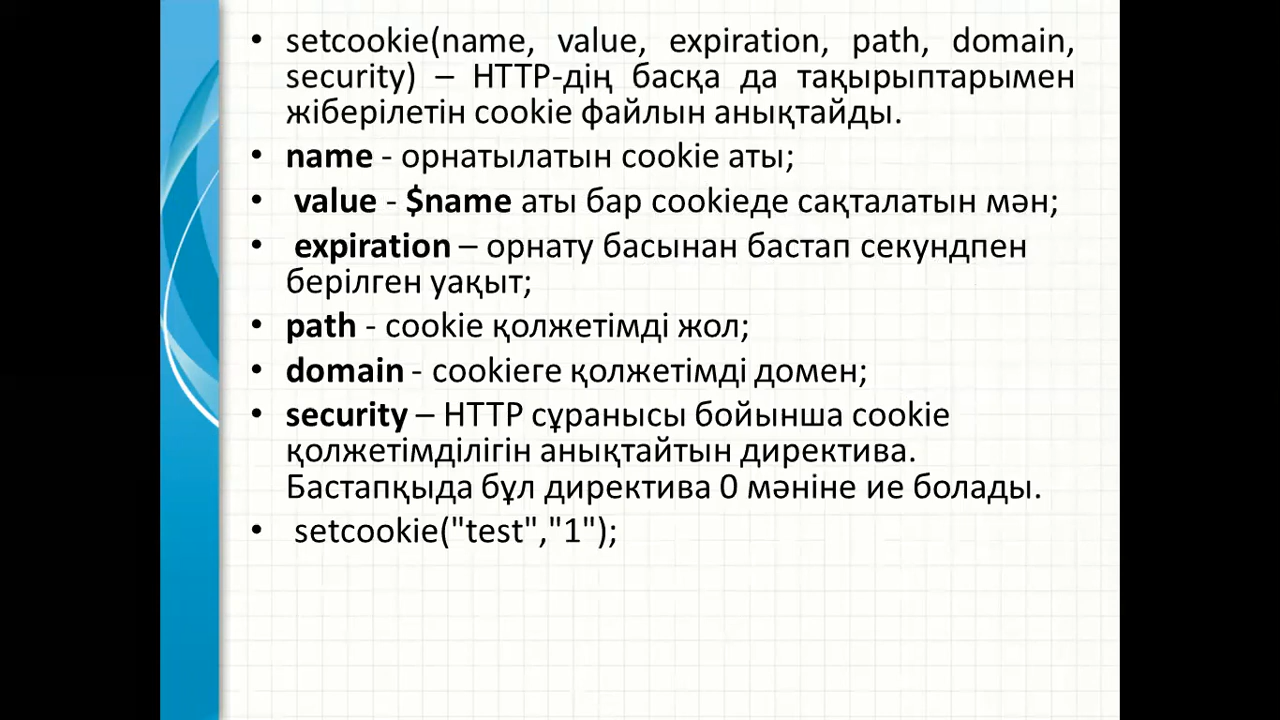 • setcookie(name, value, expiration, path, domain,
security) – HTTP-дің басқа да тақырыптарымен
жіберілетін cookie файлын анықтайды.
• name - орнатылатын cookie аты;
• value - $name аты бар cookieде сақталатын мән;
• expiration – орнату басынан бастап секундпен
берілген уақыт;
• path - cookie қолжетімді жол;
• domain - cookieге қолжетімді домен;
• security – HTTP сұранысы бойынша cookie
қолжетімділігін анықтайтын директива.
Бастапқыда бұл директива 0 мәніне ие болады.
• setcookie("test","1");